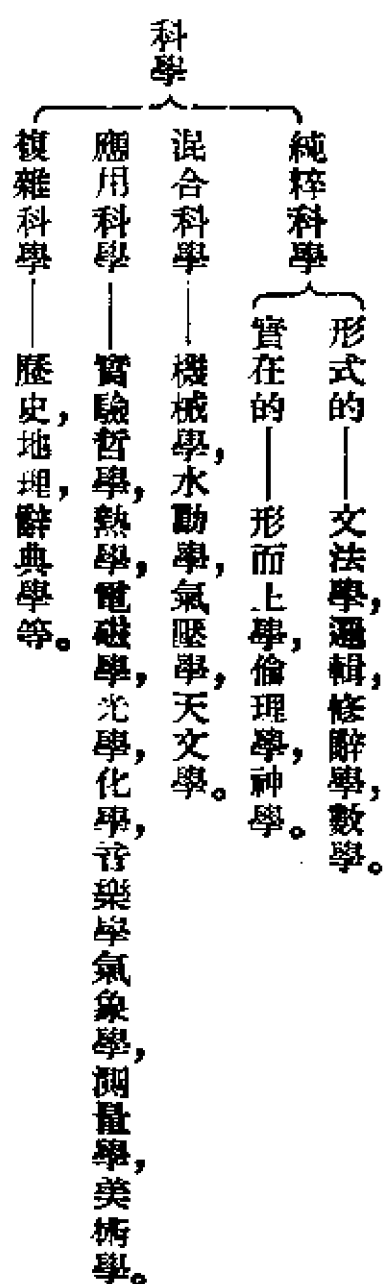 科學
純粹科學
形式的——文法學，邏輯，修辭學，數學。
實在的——形而上學，倫理學，神學。
混合科學——機械學，水動學，氣壓學，天文學。
應用科學——實驗哲學，熱學，電磁學，光學，化學，音樂學氣象學，測量學，美術學。
複雜科學——歷史，地理，辭典學等。